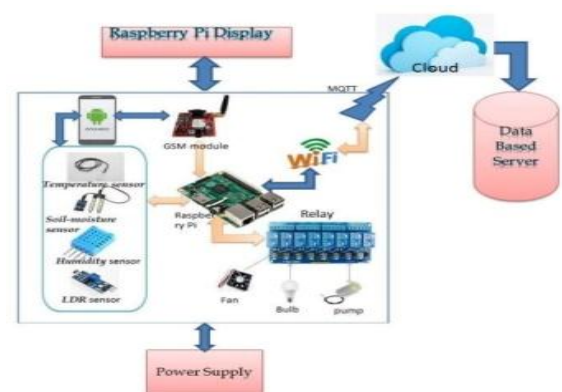 Raspberry Pi Display
Cloud
MQTT
GSM module
WiFi
Data
Based
Server
Temperature sensor
Soil-moisture
sensor
Raspber
ry Pi
Relay
Humidity sensor
LDR sensor
Fan
Bulb
pump
Power Supply